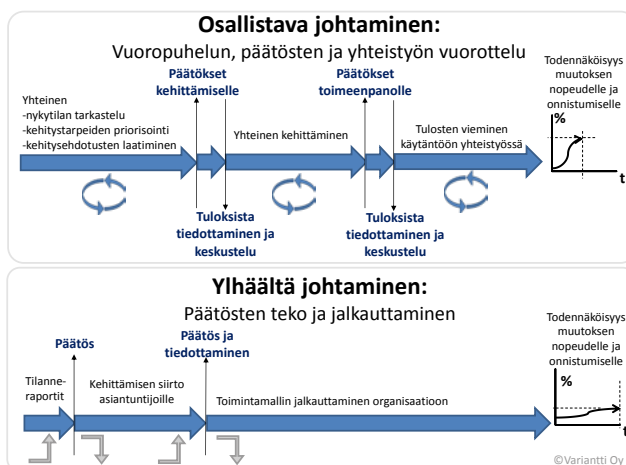 Osallistava johtaminen:
Vuoropuhelun, päätösten ja yhteistyön vuorottelu
Yhteinen
-nykytilan tarkastelu
-kehitystarpeiden priorisointi
-kehitysehdotusten laatiminen
Päätökset
kehittämiselle
Yhteinen kehittäminen
Päätökset
toimeenpanolle
Tulosten vieminen
käytäntöön yhteistyössä
Tuloksista
tiedottaminen ja
keskustelu
Tuloksista
tiedottaminen ja
keskustelu
Todennäköisyys
muutoksen
nopeudelle ja
onnistumiselle
%
t
Ylhäältä johtaminen:
Päätösten teko ja jalkauttaminen
Tilanne-
raportit
Päätös
Kehittämisen siirto
asiantuntijoille
Päätös ja
tiedottaminen
Toimintamallin jalkauttaminen organisaatioon
Todennäköisyys
muutoksen
nopeudelle ja
onnistumiselle
%
t
©Variantti Oy